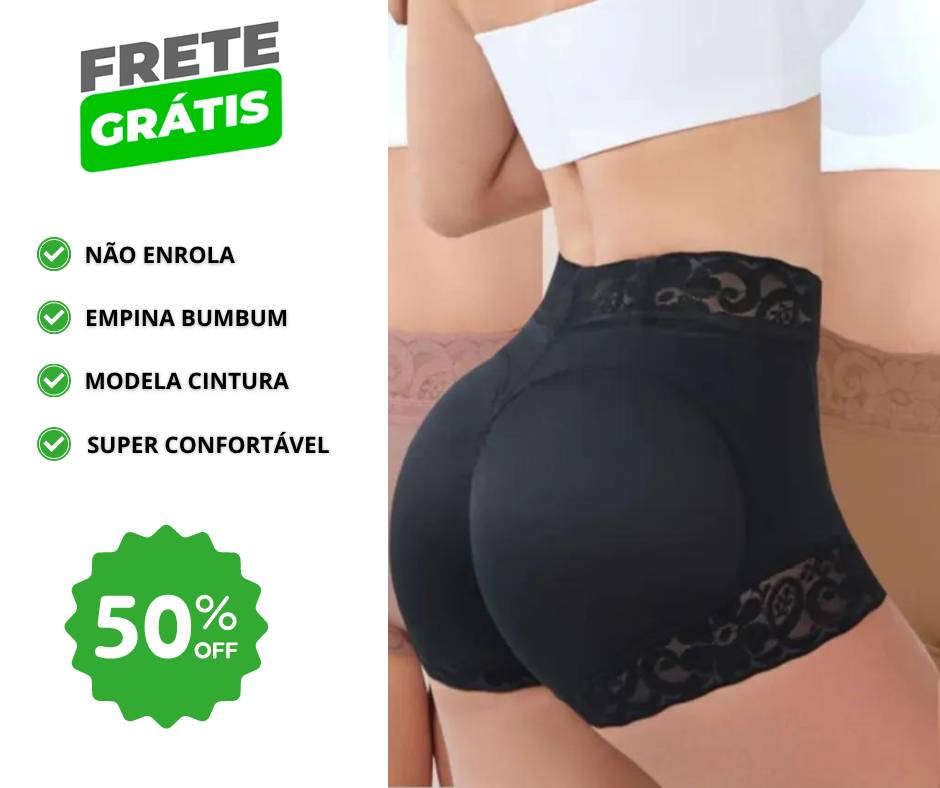 FRETE
GRÁTIS
NÃO ENROLA
EMPINA BUMBUM
MODELA CINTURA
SUPER CONFORTÁVEL
50%
OFF